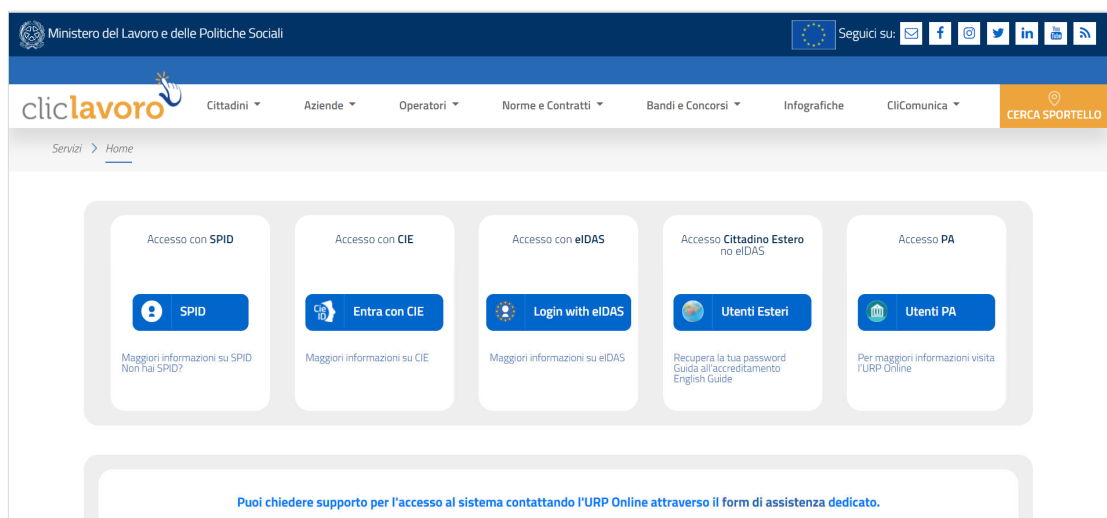 Ministero del Lavoro e delle Politiche Sociali
Seguici su:
cliclavoro
Cittadini
Aziende
Operatori
Norme e Contratti
Bandi e Concorsi
Infografiche
CliComunica
CERCA SPORTELLO
Servizi > Home
Accesso con SPID
SPID
Maggiori informazioni su SPID
Non hai SPID?
Accesso con CIE
Cie
iD
Entra con CIE
Maggiori informazioni su CIE
Accesso con eIDAS
Login with eIDAS
Maggiori informazioni su eIDAS
Accesso Cittadino Estero
no eIDAS
Utenti Esteri
Recupera la tua password
Guida all'accreditamento
English Guide
Accesso PA
Utenti PA
Per maggiori informazioni visita
l'URP Online
Puoi chiedere supporto per l'accesso al sistema contattando l'URP Online attraverso il form di assistenza dedicato.